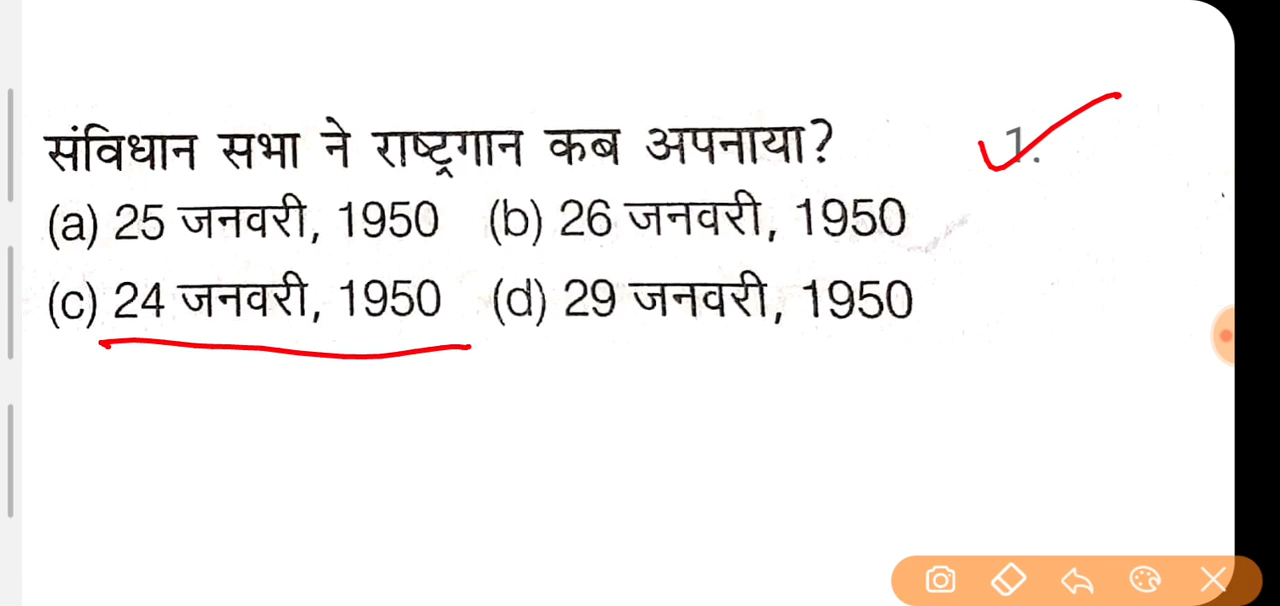 संविधान सभा ने राष्ट्रगान कब अपनाया? 1.
(a) 25 जनवरी, 1950 (b) 26 जनवरी, 1950
(c) 24 जनवरी, 1950 (d) 29 जनवरी, 1950